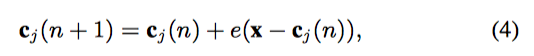 c_j(n + 1) = c_j(n) + e(x − c_j(n)), (4)